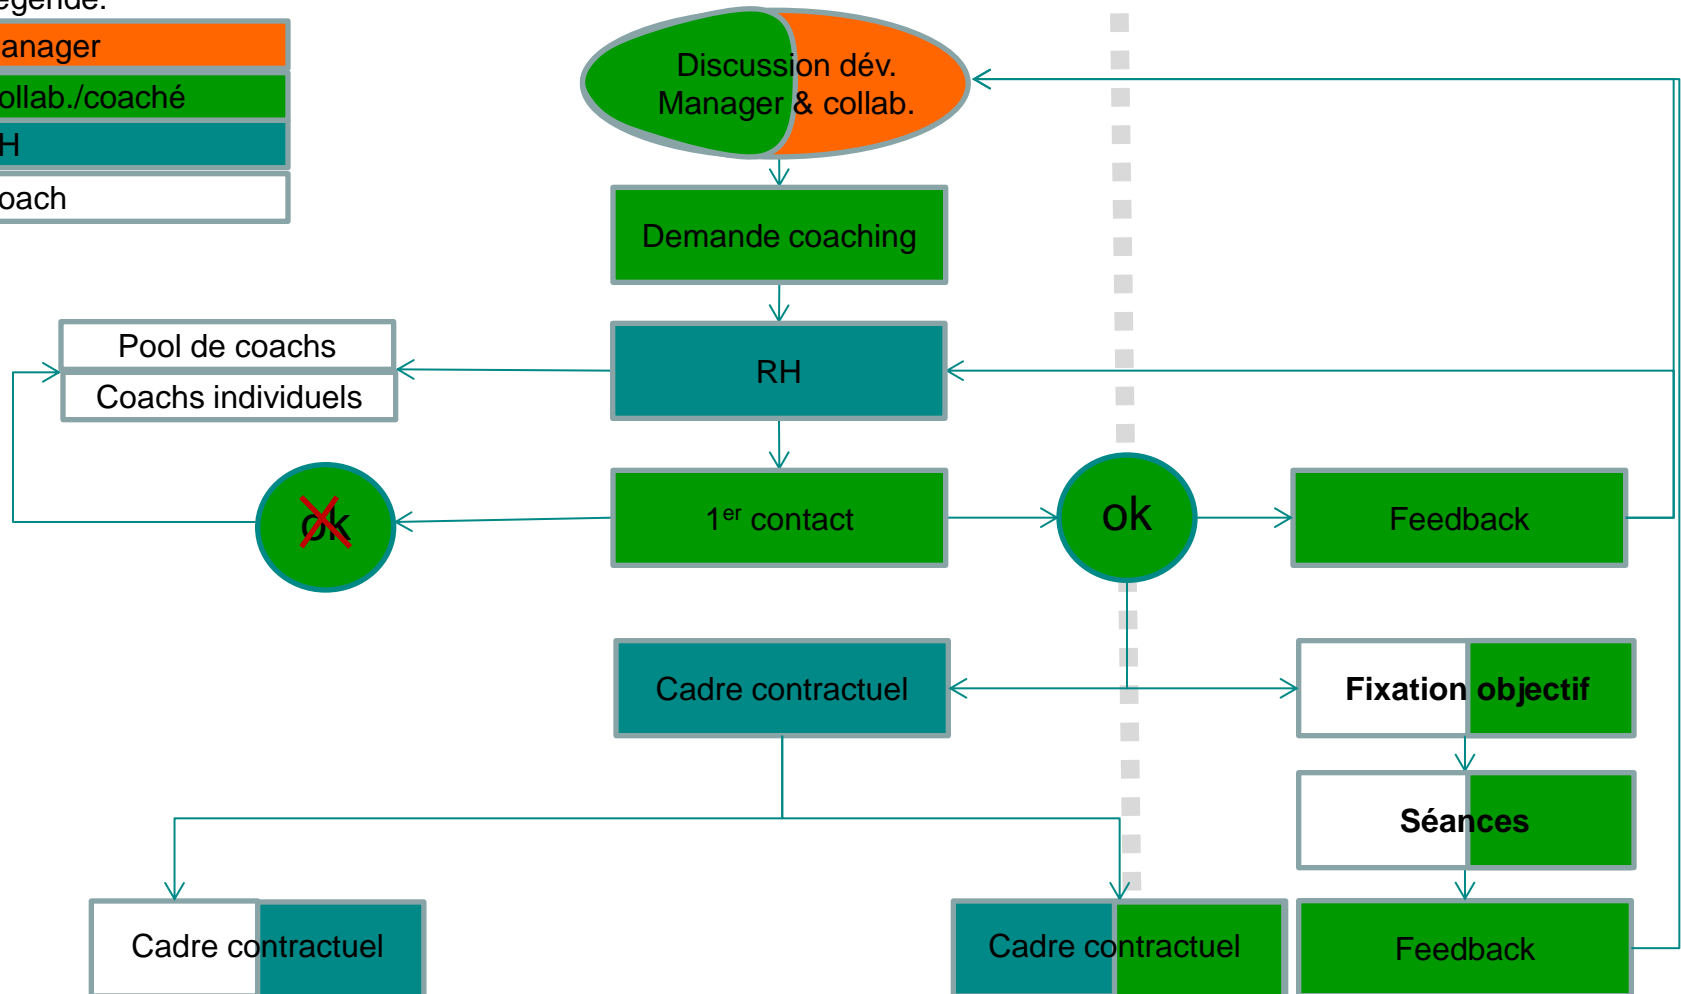 égende:
anager
ollab./coaché
H
oach
Discussion dév.
Manager & collab.
Demande coaching
Pool de coachs
Coachs individuels
RH
ok
1er contact
ok
Feedback
Cadre contractuel
Fixation objectif
Séances
Cadre contractuel
Cadre contractuel
Feedback